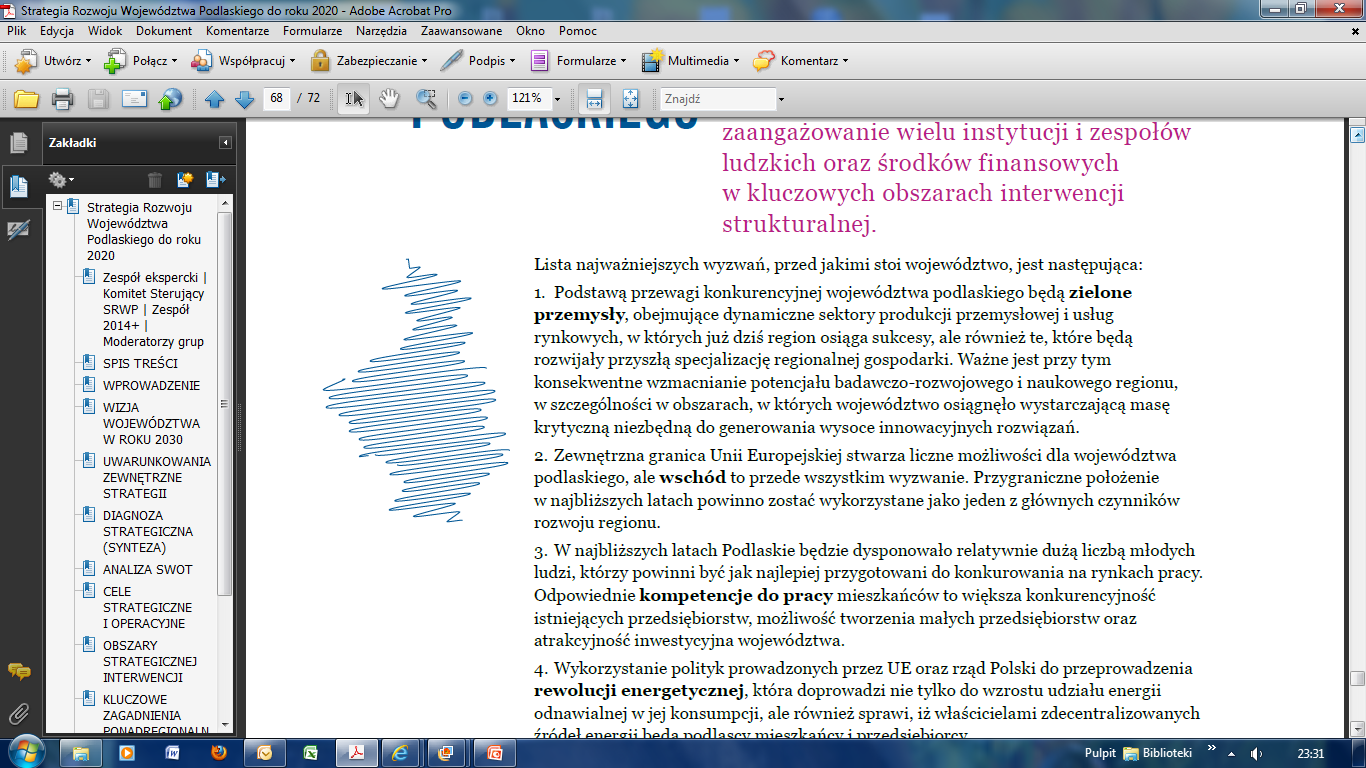 Strategia Rozwoju Województwa Podlaskiego do roku 2020 - Adobe Acrobat Pro
Plik Edycja Widok Dokument Komentarze Formularze Narzędzia Zaawansowane Okno Pomoc
Utwórz Połącz Współpracuj Zabezpieczanie Podpis Formularze Multimedia Komentarz
68 / 72 121% Znajdź
Zakładki
Strategia Rozwoju
Województwa
Podlaskiego do roku
2020
Zespół ekspercki |
Komitet Sterujący
SRWP | Zespół
2014+ |
Moderatorzy grup
SPIS TREŚCI
WPROWADZENIE
WIZJA
WOJEWÓDZTWA
W ROKU 2030
UWARUNKOWANIA
ZEWNĘTRZNE
STRATEGII
DIAGNOZA
STRATEGICZNA
(SYNTEZA)
ANALIZA SWOT
CELE
STRATEGICZNE
I OPERACYJNE
OBSZARY
STRATEGICZNEJ
INTERWENCJI
KLUCZOWE
ZAGADNIENIA
PONADREGIONALN
PODLASKIEGO
zaangażowanie wielu instytucji i zespołów
ludzkich oraz środków finansowych
w kluczowych obszarach interwencji
strukturalnej.
Lista najważniejszych wyzwań, przed jakimi stoi województwo, jest następująca:
1. Podstawą przewagi konkurencyjnej województwa podlaskiego będą zielone
przemysły, obejmujące dynamiczne sektory produkcji przemysłowej i usług
rynkowych, w których już dziś region osiąga sukcesy, ale również te, które będą
rozwijały przyszłą specjalizację regionalnej gospodarki. Ważne jest przy tym
konsekwentne wzmacnianie potencjału badawczo-rozwojowego i naukowego regionu,
w szczególności w obszarach, w których województwo osiągnęło wystarczającą masę
krytyczną niezbędną do generowania wysoce innowacyjnych rozwiązań.
2. Zewnętrzna granica Unii Europejskiej stwarza liczne możliwości dla województwa
podlaskiego, ale wschód to przede wszystkim wyzwanie. Przygraniczne położenie
w najbliższych latach powinno zostać wykorzystane jako jeden z głównych czynników
rozwoju regionu.
3. W najbliższych latach Podlaskie będzie dysponowało relatywnie dużą liczbą młodych
ludzi, którzy powinni być jak najlepiej przygotowani do konkurowania na rynkach pracy.
Odpowiednie kompetencje do pracy mieszkańców to większa konkurencyjność
istniejących przedsiębiorstw, możliwość tworzenia małych przedsiębiorstw oraz
atrakcyjność inwestycyjna województwa.
4. Wykorzystanie polityk prowadzonych przez UE oraz rząd Polski do przeprowadzenia
rewolucji energetycznej, która doprowadzi nie tylko do wzrostu udziału energii
odnawialnej w jej konsumpcji, ale również sprawi, iż właścicielami zdecentralizowanych
źródeł energii będą podlascy mieszkańcy i przedsiębiorcy.
Pulpit Biblioteki » 23:31